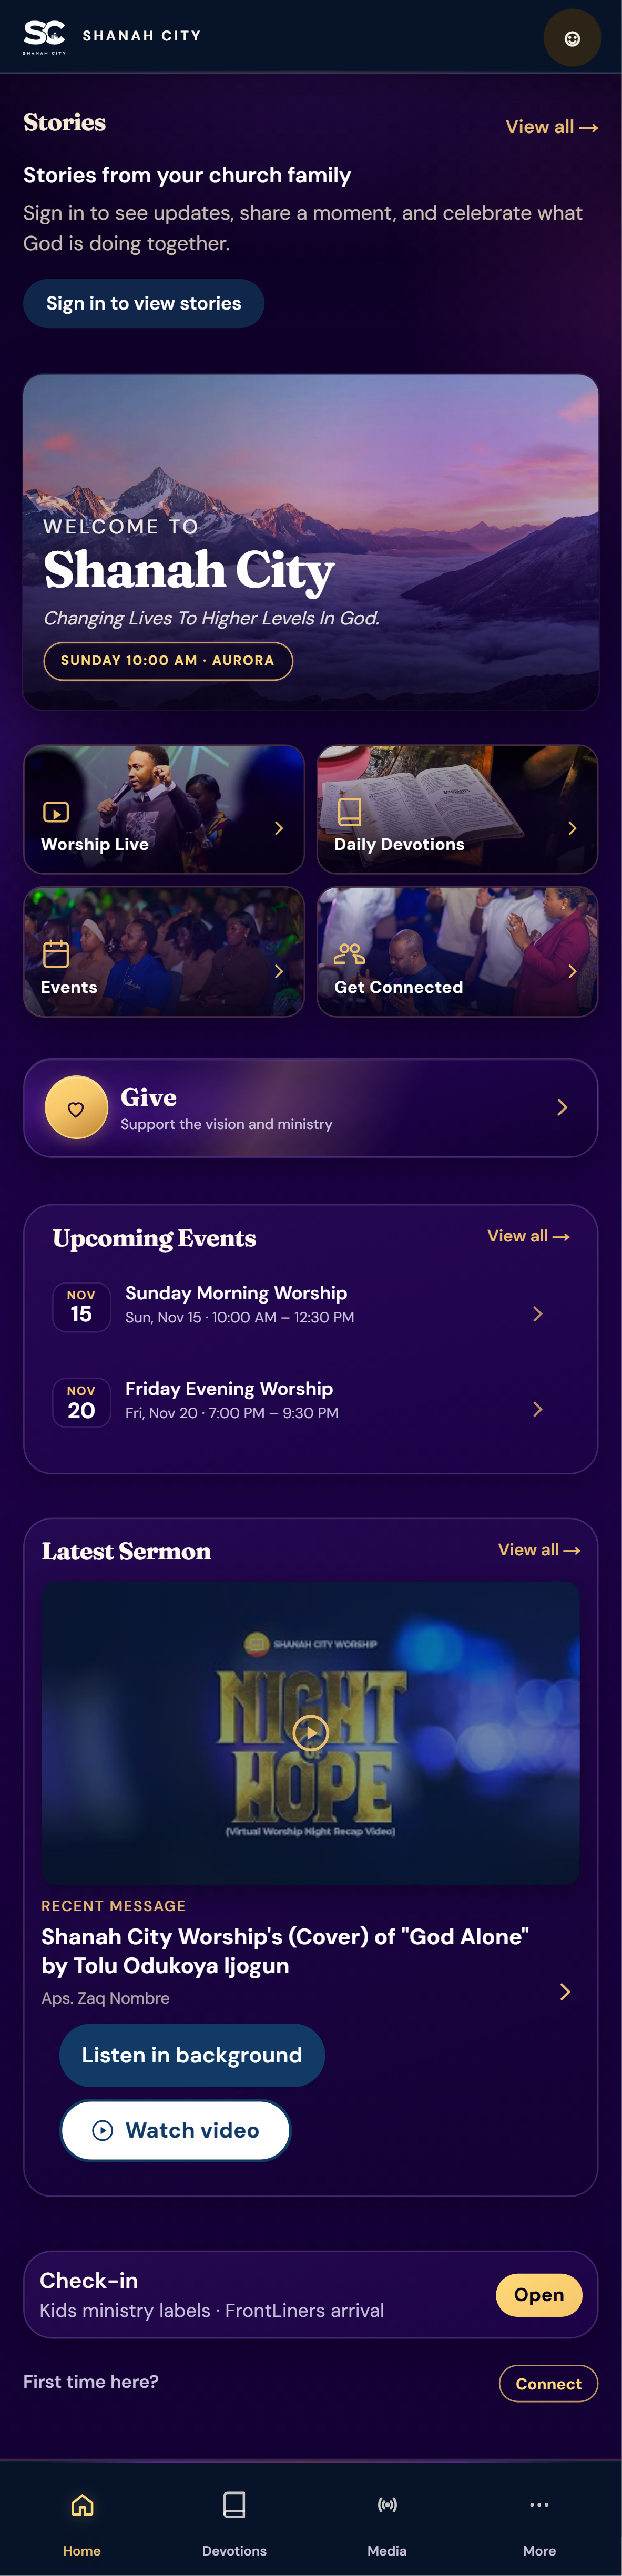 SC
SHANAH CITY
SHANAH CITY
Stories
View all →
Stories from your church family
Sign in to see updates, share a moment, and celebrate what
God is doing together.
Sign in to view stories
WELCOME TO
Shanah City
Changing Lives To Higher Levels In God.
SUNDAY 10:00 AM · AURORA
Worship Live
Daily Devotions
Events
Get Connected
Give
Support the vision and ministry
Upcoming Events
View all →
NOV
15
Sunday Morning Worship
Sun, Nov 15 · 10:00 AM – 12:30 PM
NOV
20
Friday Evening Worship
Fri, Nov 20 · 7:00 PM – 9:30 PM
Latest Sermon
View all →
SHANAH CITY WORSHIP
NIGHT
OF
HOPE
(Virtual Worship Night Recap Video)
RECENT MESSAGE
Shanah City Worship's (Cover) of "God Alone"
by Tolu Odukoya Ijogun
Aps. Zaq Nombre
Listen in background
Watch video
Check-in
Kids ministry labels · FrontLiners arrival
Open
First time here?
Connect
Home
Devotions
Media
More